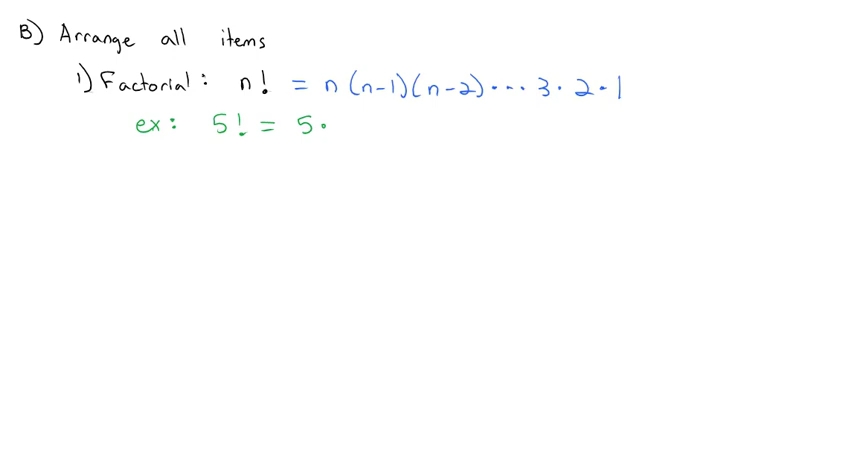 B) Arrange all items
1) Factorial: n! = n(n-1)(n-2)····3·2·1
ex: 5! = 5·